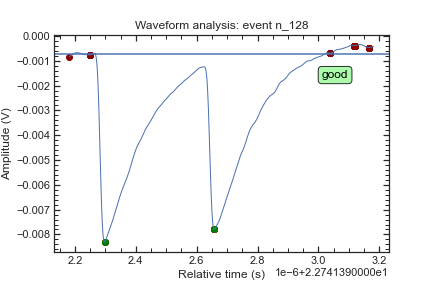 Waveform analysis: event n_128
0.000
−0.001
−0.002
−0.003
−0.004
−0.005
−0.006
−0.007
−0.008
Amplitude (V)
good
2.2 2.4 2.6 2.8 3.0 3.2
Relative time (s)
1e−6+2.2741390000e1